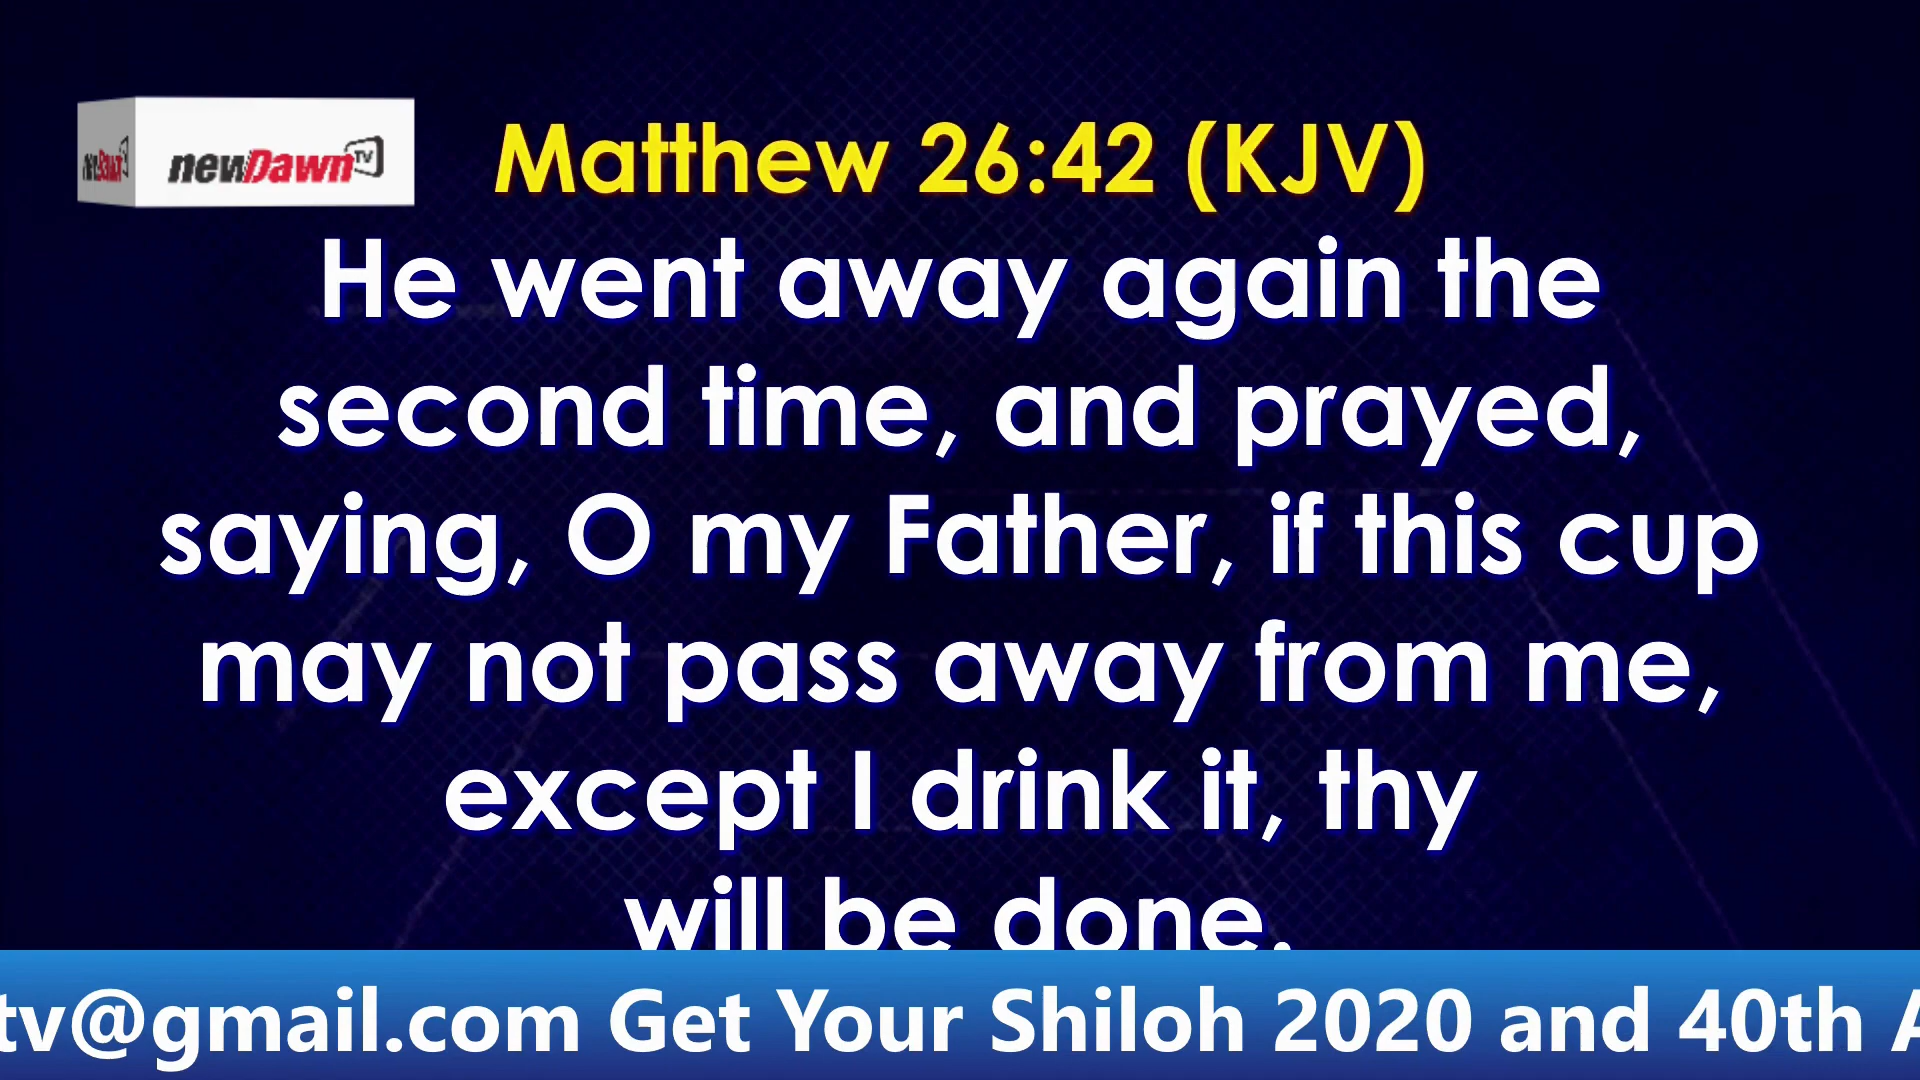 newDawn TV
Matthew 26:42 (KJV)
He went away again the
second time, and prayed,
saying, O my Father, if this cup
may not pass away from me,
except I drink it, thy
will be done.
tv@gmail.com Get Your Shiloh 2020 and 40th A